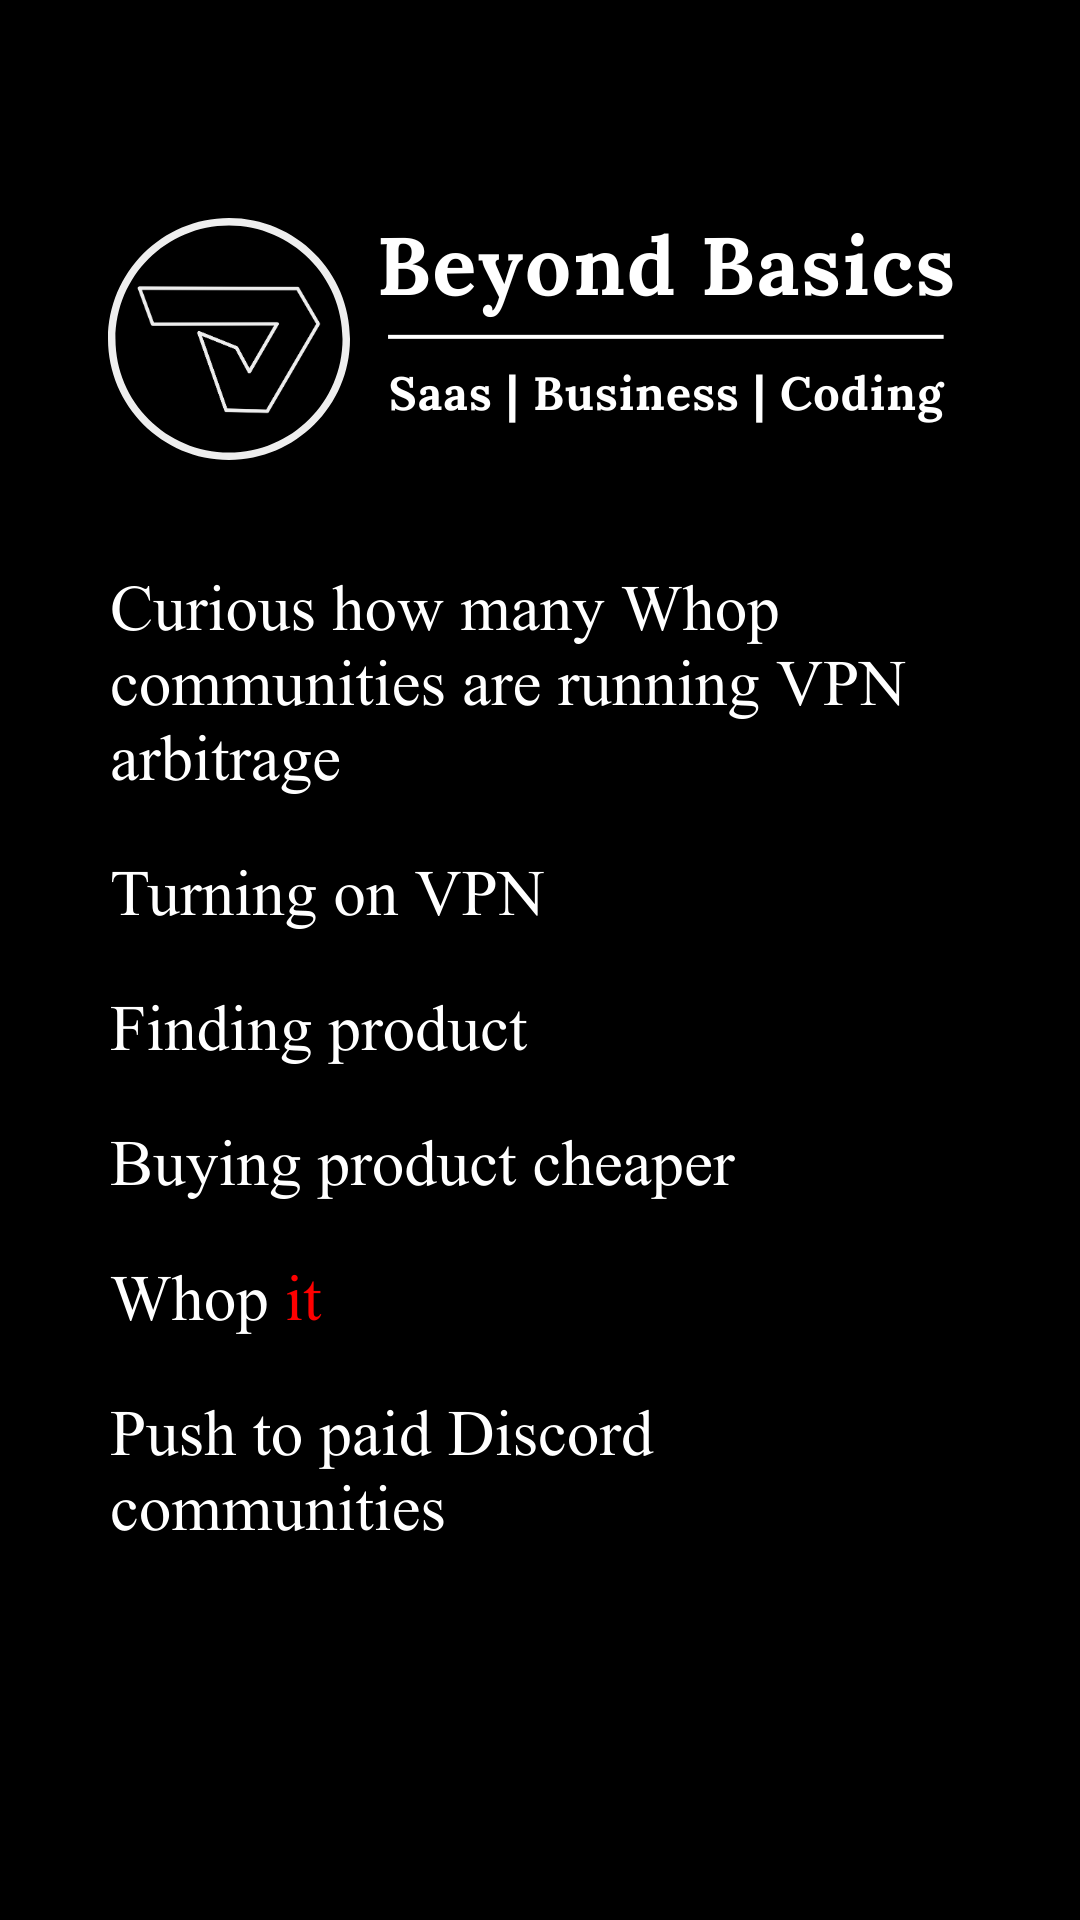 Beyond Basics
Saas | Business | Coding
Curious how many Whop
communities are running VPN
arbitrage
Turning on VPN
Finding product
Buying product cheaper
Whop it
Push to paid Discord
communities